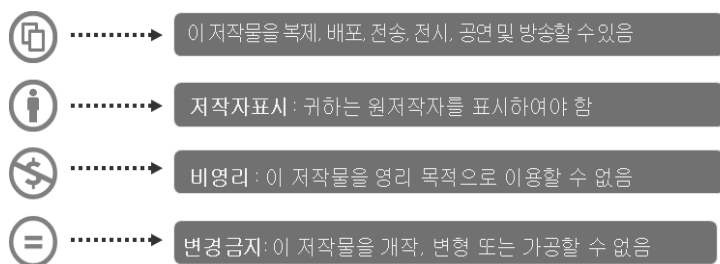 이 저작물을 복제, 배포, 전송, 전시, 공연 및 방송할 수 있음
저작자표시 : 귀하는 원저작자를 표시하여야 함
비영리 : 이 저작물을 영리 목적으로 이용할 수 없음
변경금지 : 이 저작물을 개작, 변형 또는 가공할 수 없음